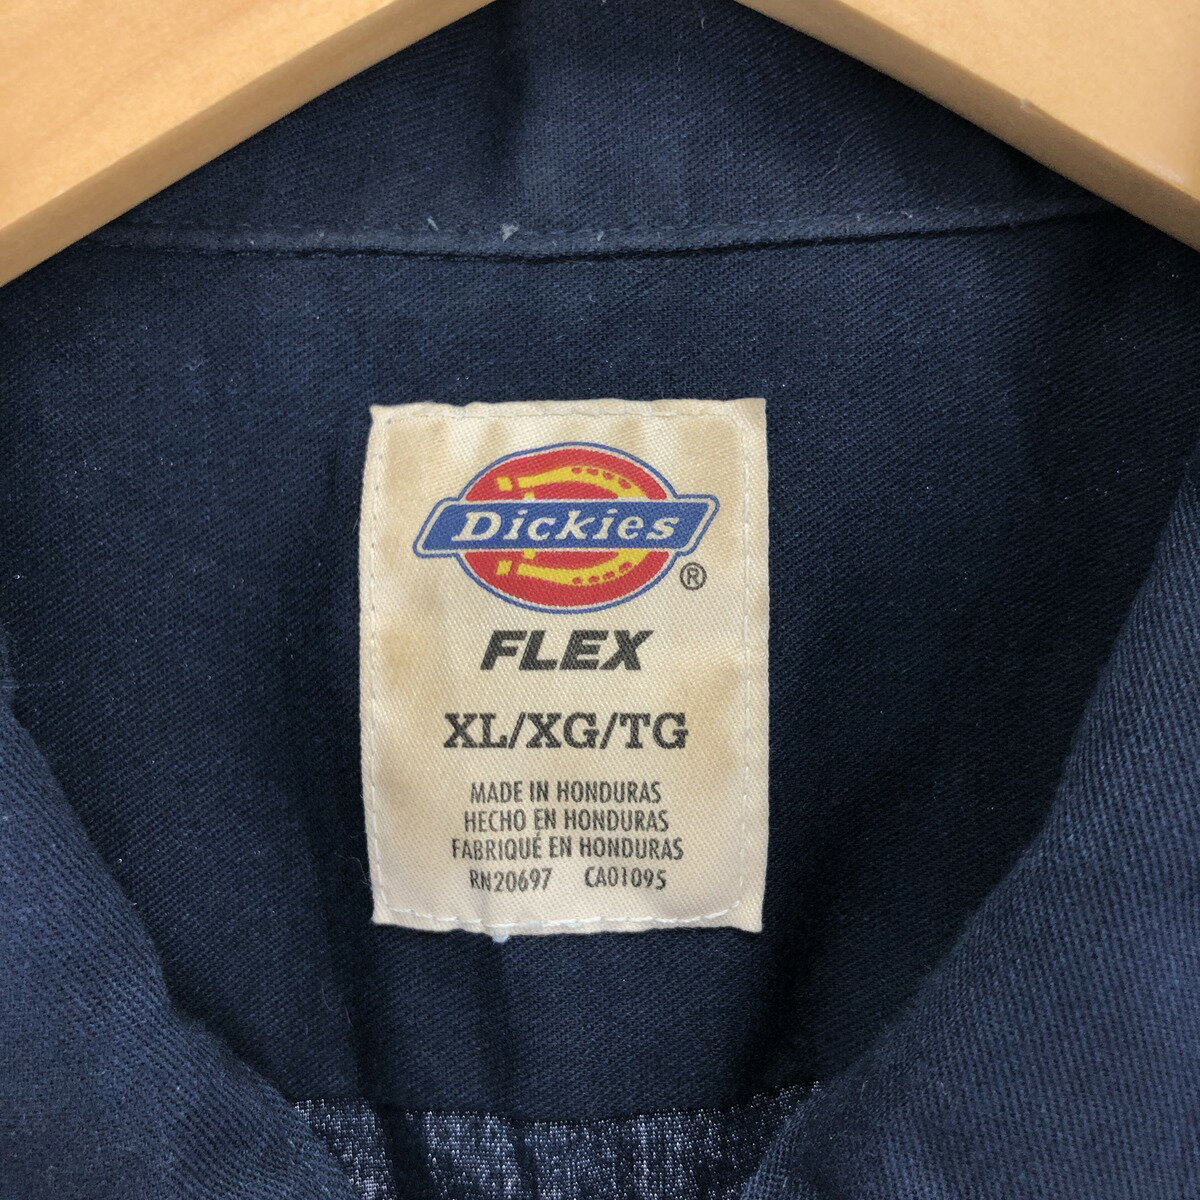 Dickies
®
FLEX
XL/XG/TG
MADE IN HONDURAS
HECHO EN HONDURAS
FABRIQUÉ EN HONDURAS
RN20697 CA01095